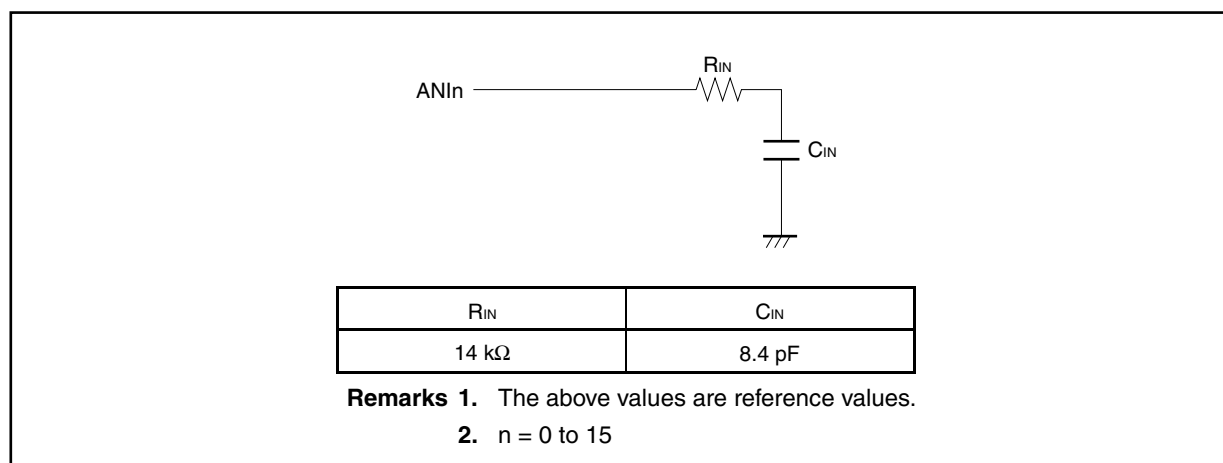 RIN
ANIn
CIN
RIN CIN
14 kΩ 8.4 pF
Remarks 1. The above values are reference values.
2. n = 0 to 15